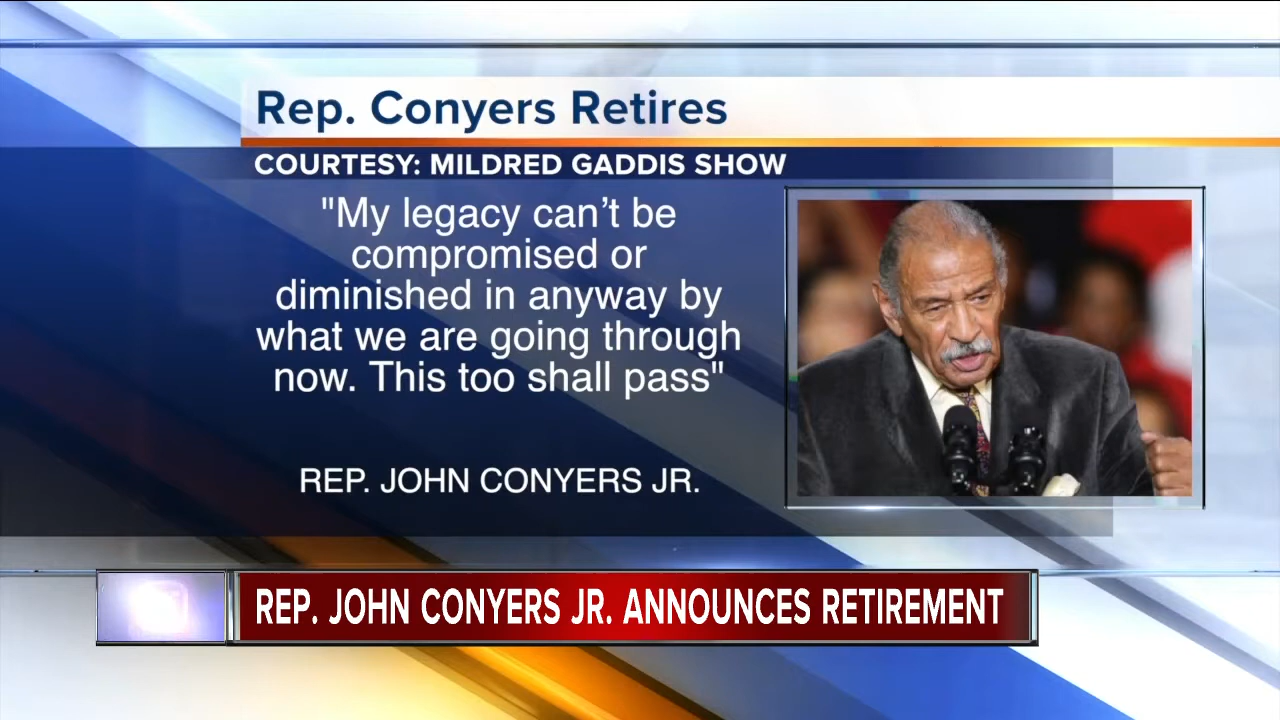 Rep. Conyers Retires
COURTESY: MILDRED GADDIS SHOW
"My legacy can’t be
compromised or
diminished in anyway by
what we are going through
now. This too shall pass"
REP. JOHN CONYERS JR.
REP. JOHN CONYERS JR. ANNOUNCES RETIREMENT